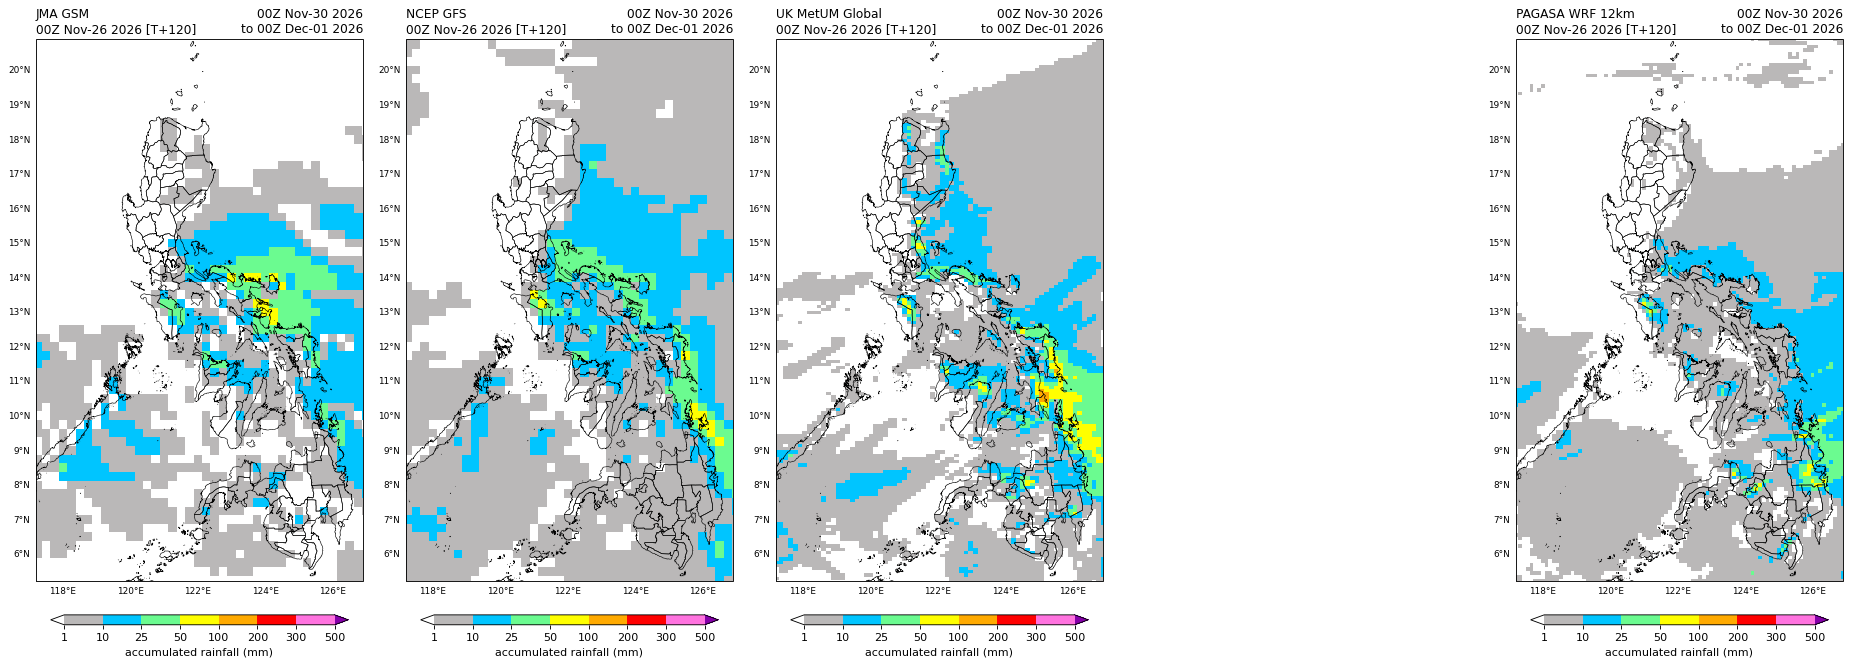 JMA GSM 00Z Nov-30 2026
00Z Nov-26 2026 [T+120] to 00Z Dec-01 2026
20°N
19°N
18°N
17°N
16°N
15°N
14°N
13°N
12°N
11°N
10°N
9°N
8°N
7°N
6°N
118°E 120°E 122°E 124°E 126°E
1 10 25 50 100 200 300 500
accumulated rainfall (mm)
NCEP GFS 00Z Nov-30 2026
00Z Nov-26 2026 [T+120] to 00Z Dec-01 2026
20°N
19°N
18°N
17°N
16°N
15°N
14°N
13°N
12°N
11°N
10°N
9°N
8°N
7°N
6°N
118°E 120°E 122°E 124°E 126°E
1 10 25 50 100 200 300 500
accumulated rainfall (mm)
UK MetUM Global 00Z Nov-30 2026
00Z Nov-26 2026 [T+120] to 00Z Dec-01 2026
20°N
19°N
18°N
17°N
16°N
15°N
14°N
13°N
12°N
11°N
10°N
9°N
8°N
7°N
6°N
118°E 120°E 122°E 124°E 126°E
1 10 25 50 100 200 300 500
accumulated rainfall (mm)
PAGASA WRF 12km 00Z Nov-30 2026
00Z Nov-26 2026 [T+120] to 00Z Dec-01 2026
20°N
19°N
18°N
17°N
16°N
15°N
14°N
13°N
12°N
11°N
10°N
9°N
8°N
7°N
6°N
118°E 120°E 122°E 124°E 126°E
1 10 25 50 100 200 300 500
accumulated rainfall (mm)